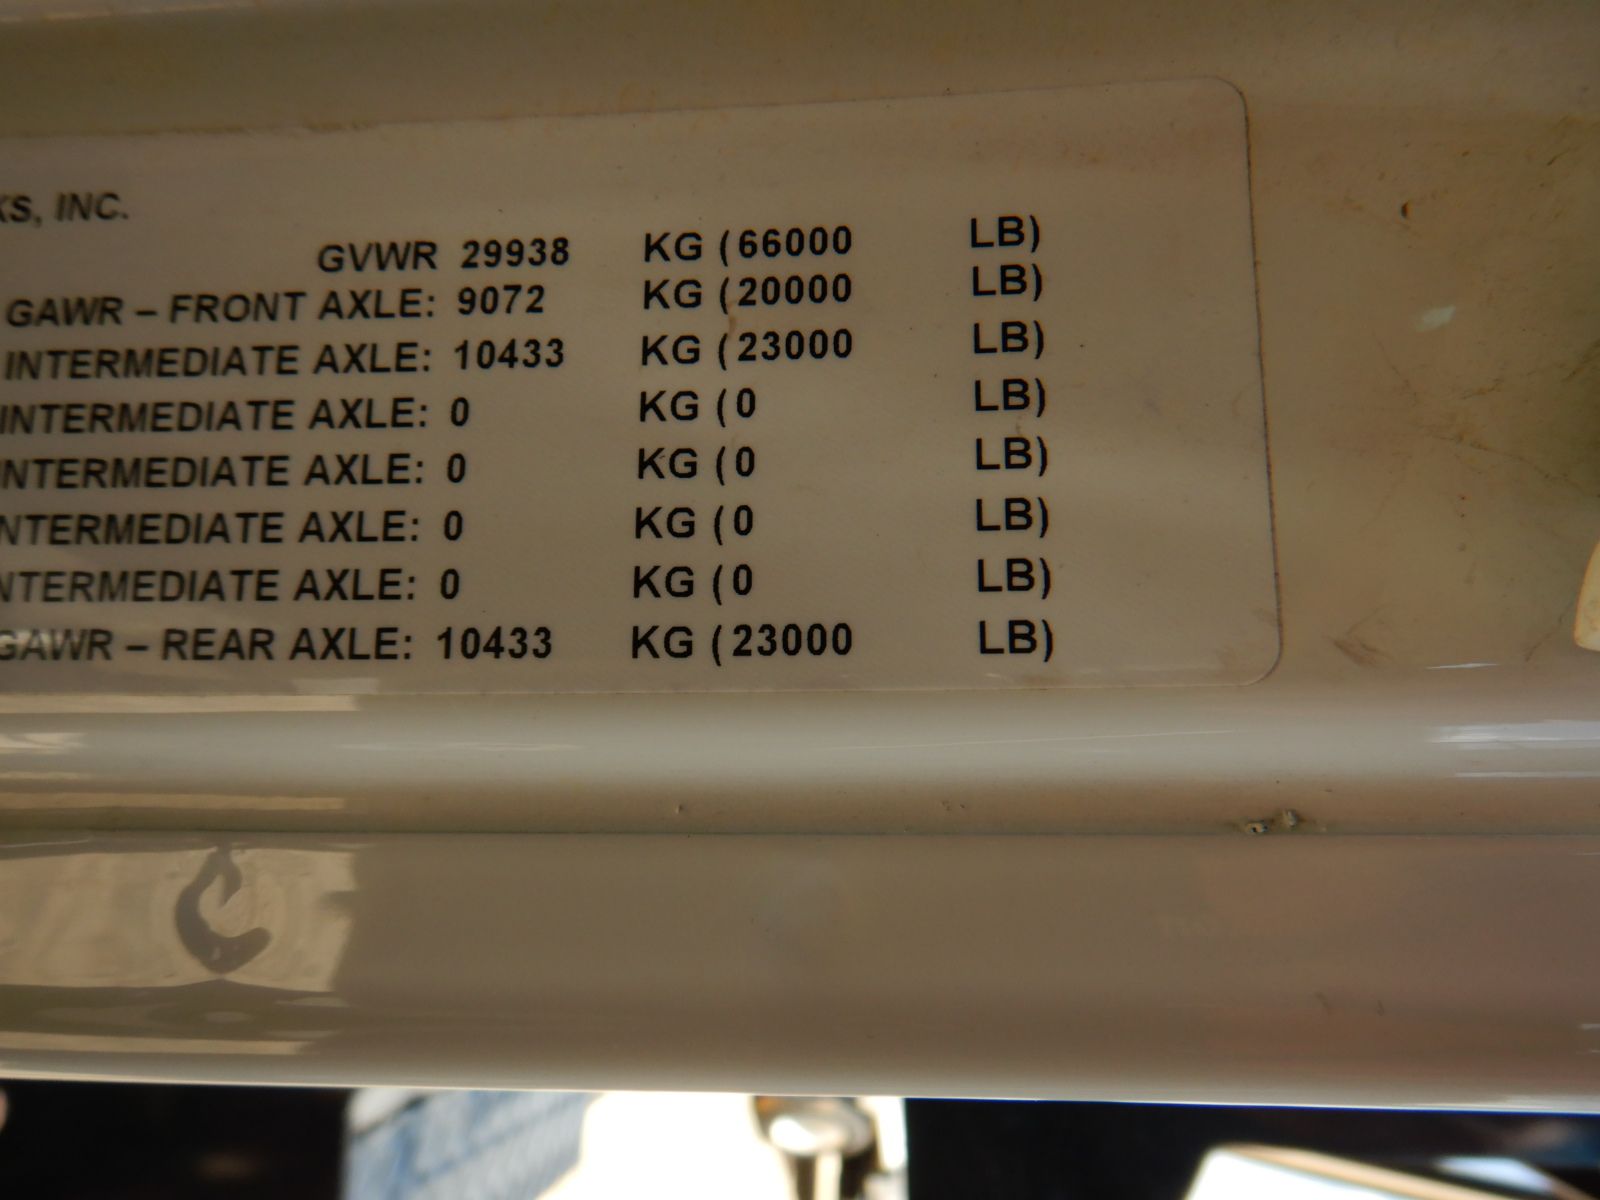 KS, INC.
GVWR 29938 KG (66000 LB)
GAWR – FRONT AXLE: 9072 KG (20000 LB)
INTERMEDIATE AXLE: 10433 KG (23000 LB)
INTERMEDIATE AXLE: 0 KG (0 LB)
INTERMEDIATE AXLE: 0 KG (0 LB)
NTERMEDIATE AXLE: 0 KG (0 LB)
NTERMEDIATE AXLE: 0 KG (0 LB)
GAWR – REAR AXLE: 10433 KG (23000 LB)